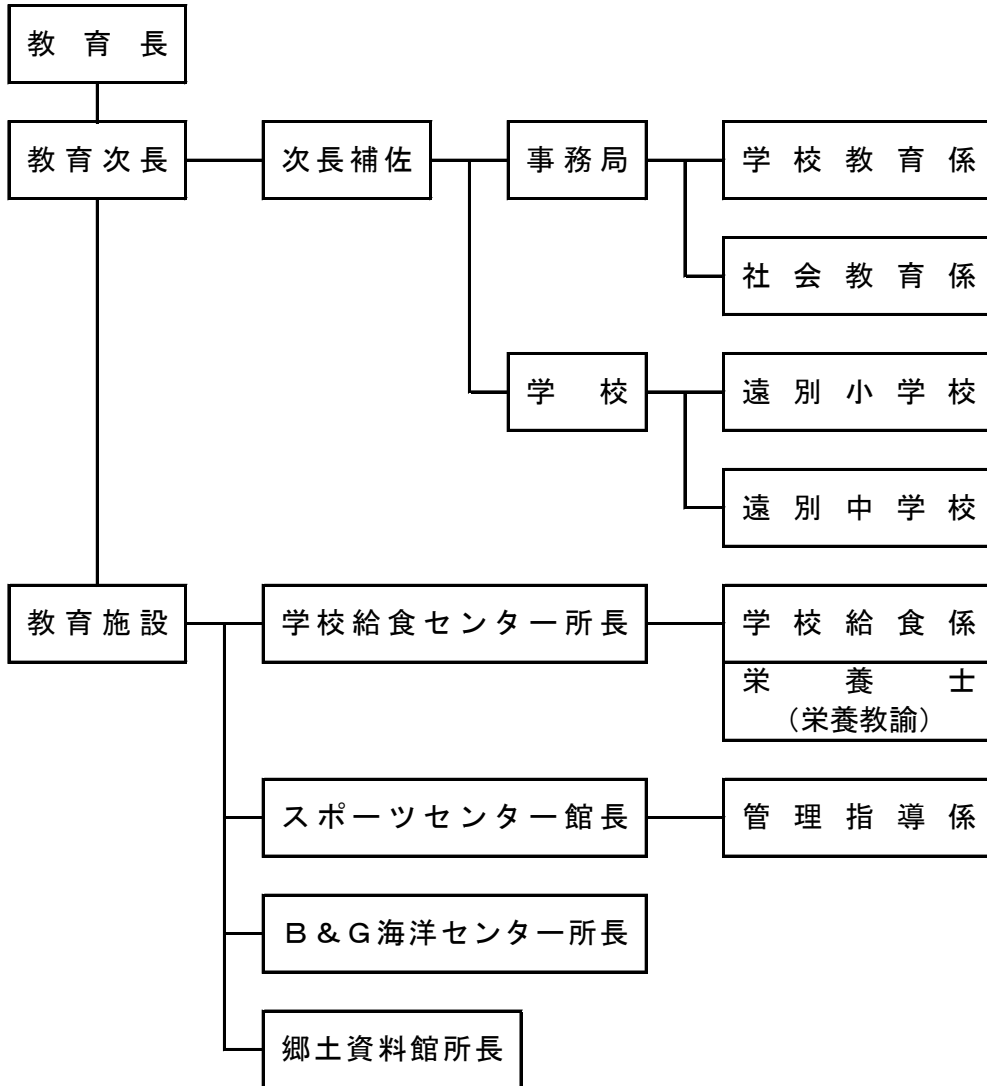 教育長
教育次長
次長補佐
事務局
学校教育係
社会教育係
学校
遠別小学校
遠別中学校
教育施設
学校給食センター所長
学校給食係
栄養士
（栄養教諭）
スポーツセンター館長
管理指導係
Ｂ＆Ｇ海洋センター所長
郷土資料館所長